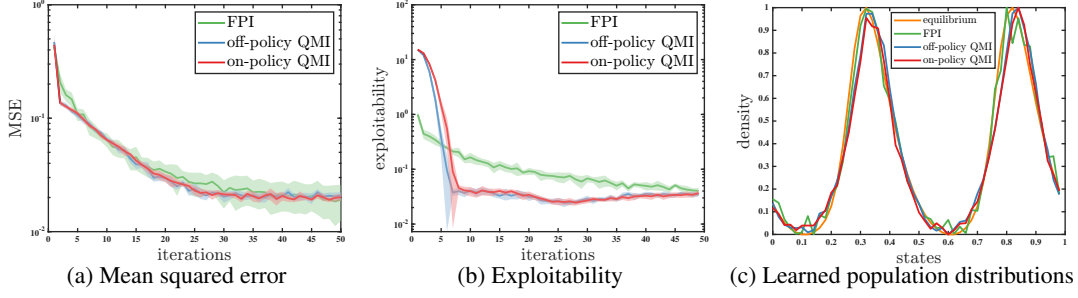 FPI
off-policy QMI
on-policy QMI
MSE
10^0
10^-1
10^-2
0 5 10 15 20 25 30 35 40 45 50
iterations
(a) Mean squared error
FPI
off-policy QMI
on-policy QMI
exploitability
10^2
10^1
10^0
10^-1
10^-2
0 5 10 15 20 25 30 35 40 45 50
iterations
(b) Exploitability
equilibrium
FPI
off-policy QMI
on-policy QMI
density
1
0.9
0.8
0.7
0.6
0.5
0.4
0.3
0.2
0.1
0
0 0.1 0.2 0.3 0.4 0.5 0.6 0.7 0.8 0.9 1
states
(c) Learned population distributions